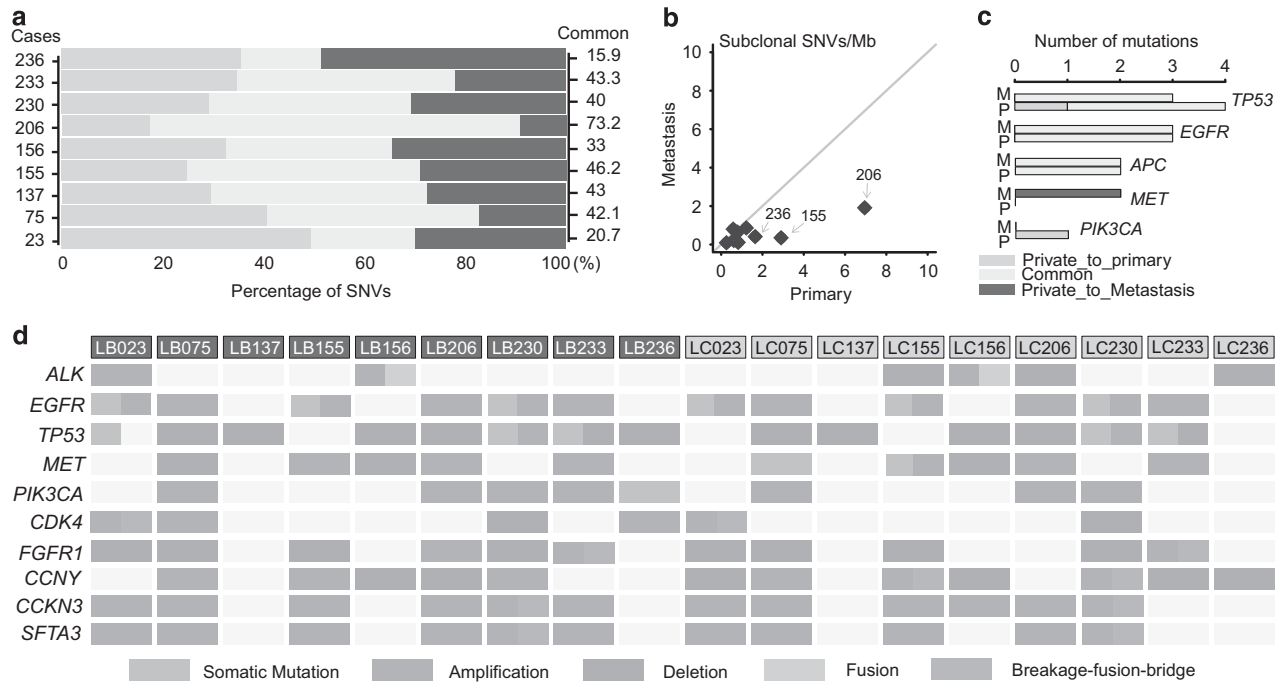 a
Cases
Common
236
15.9
233
43.3
230
40
206
73.2
156
33
155
46.2
137
43
75
42.1
23
20.7
0 20 40 60 80 100 (%)
Percentage of SNVs
b
Subclonal SNVs/Mb
10
8
6
4
2
0
Metastasis
206
236
155
0 2 4 6 8 10
Primary
c
Number of mutations
0 1 2 3 4
M
P
TP53
M
P
EGFR
M
P
APC
M
P
MET
M
P
PIK3CA
Private_to_primary
Common
Private_to_Metastasis
d
LB023 LB075 LB137 LB155 LB156 LB206 LB230 LB233 LB236 LC023 LC075 LC137 LC155 LC156 LC206 LC230 LC233 LC236
ALK
EGFR
TP53
MET
PIK3CA
CDK4
FGFR1
CCNY
CCKN3
SFTA3
Somatic Mutation Amplification Deletion Fusion Breakage-fusion-bridge